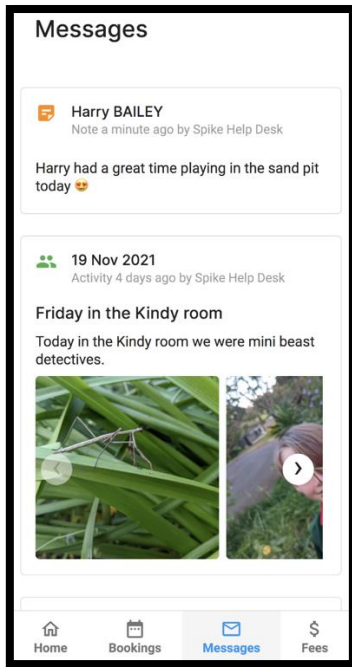 Messages
Harry BAILEY
Note a minute ago by Spike Help Desk
Harry had a great time playing in the sand pit
today 😍
19 Nov 2021
Activity 4 days ago by Spike Help Desk
Friday in the Kindy room
Today in the Kindy room we were mini beast
detectives.
Home Bookings Messages Fees